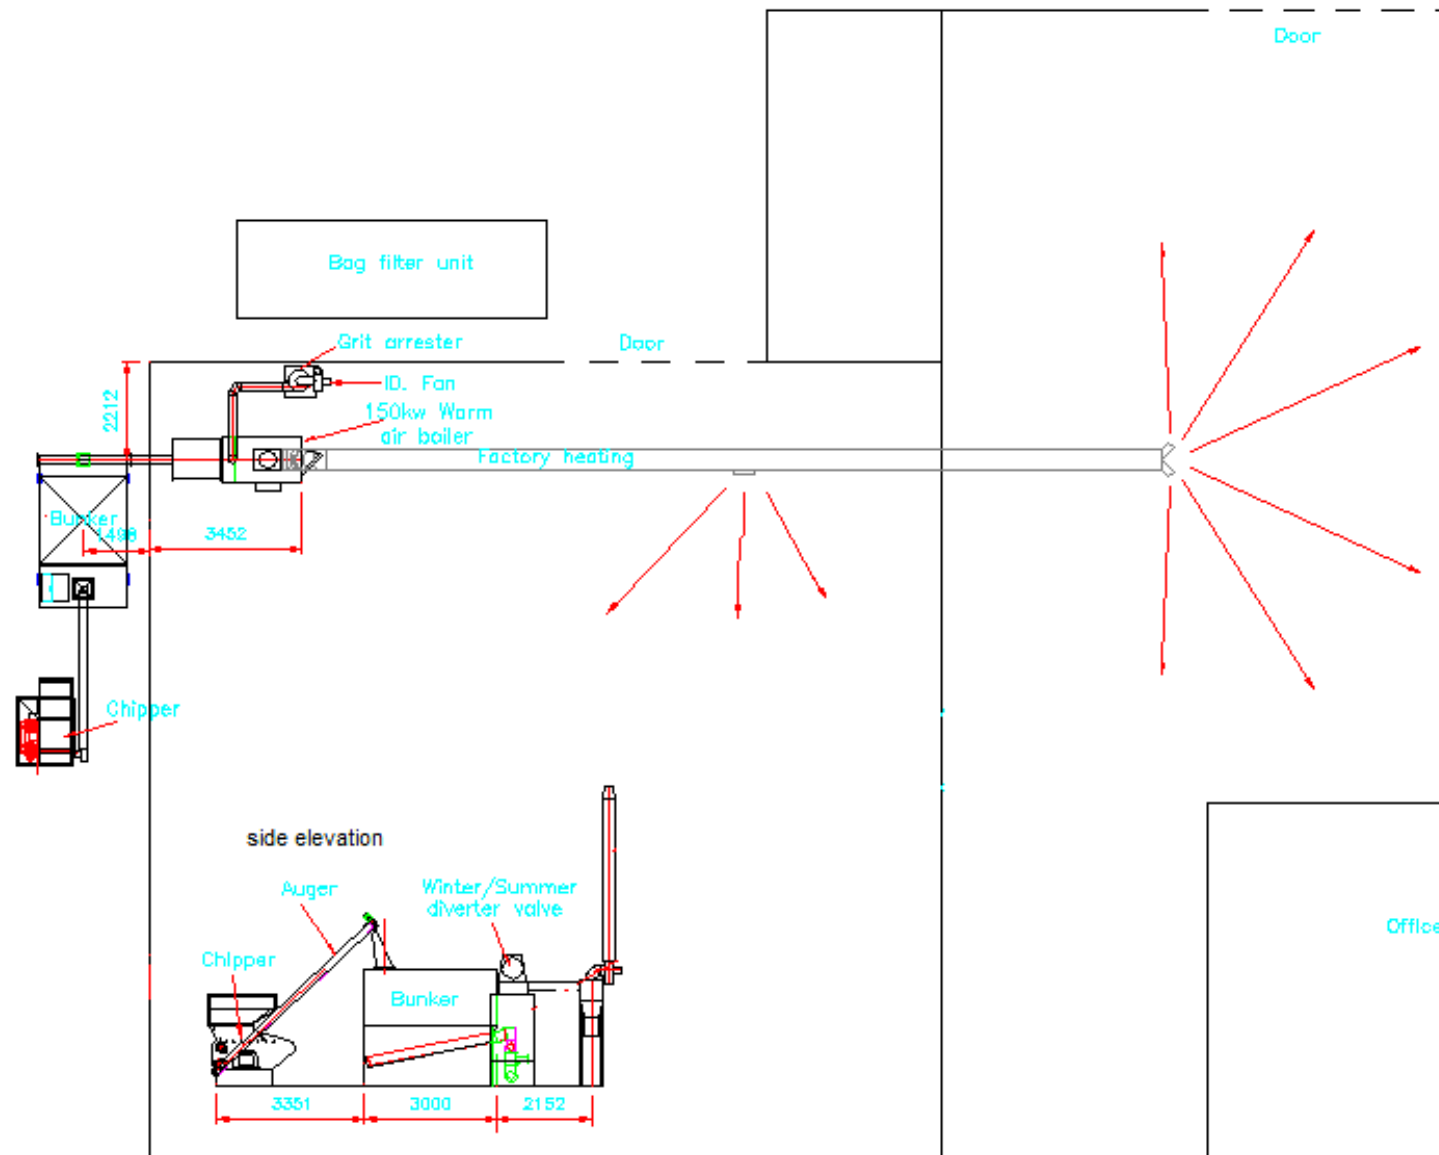 Door
Bag filter unit
Grit arrester
Door
ID. Fan
2212
150kw Warm
air boiler
Factory heating
Bunker
1498
3452
Chipper
side elevation
Auger
Winter/Summer
diverter valve
Office
Chipper
Bunker
3351
3000
2152